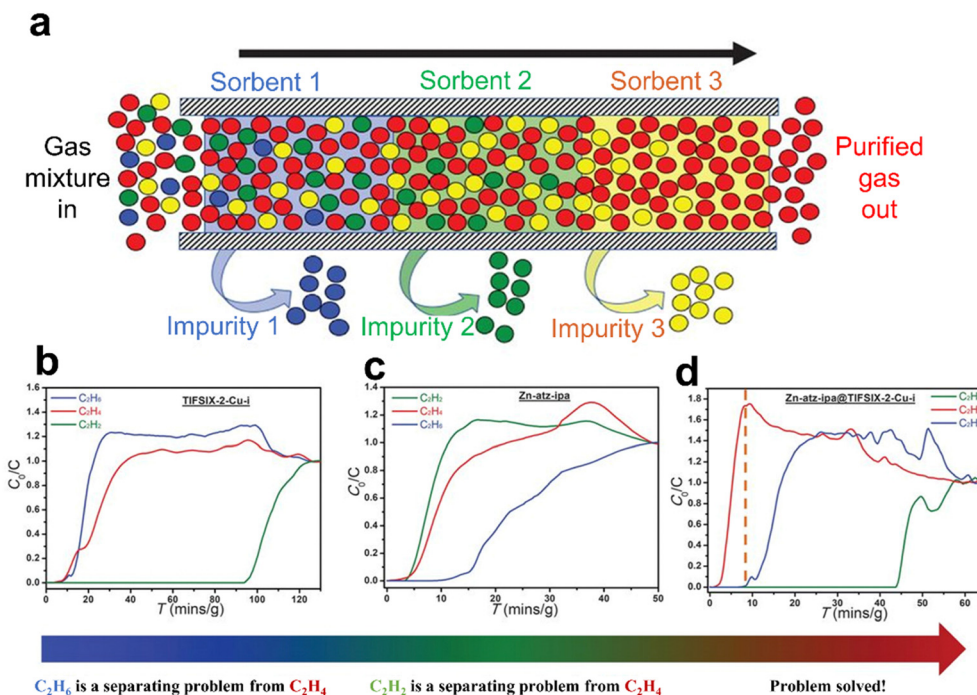 a
Sorbent 1 Sorbent 2 Sorbent 3
Gas
mixture
in
Purified
gas
out
Impurity 1 Impurity 2 Impurity 3
b
TIFSIX-2-Cu-i
C₂H₆
C₂H₄
C₂H₂
C₀/C
1.6
1.4
1.2
1.0
0.8
0.6
0.4
0.2
0.0
0 20 40 60 80 100 120
T (mins/g)
c
Zn-atz-ipa
C₂H₂
C₂H₄
C₂H₆
C₀/C
1.4
1.2
1.0
0.8
0.6
0.4
0.2
0.0
0 10 20 30 40 50
T (mins/g)
d
Zn-atz-ipa@TIFSIX-2-Cu-i
C₂H
C₂H
C₂H
C₀/C
1.8
1.6
1.4
1.2
1.0
0.8
0.6
0.4
0.2
0.0
0 10 20 30 40 50 60
T (mins/g)
C₂H₆ is a separating problem from C₂H₄
C₂H₂ is a separating problem from C₂H₄
Problem solved!